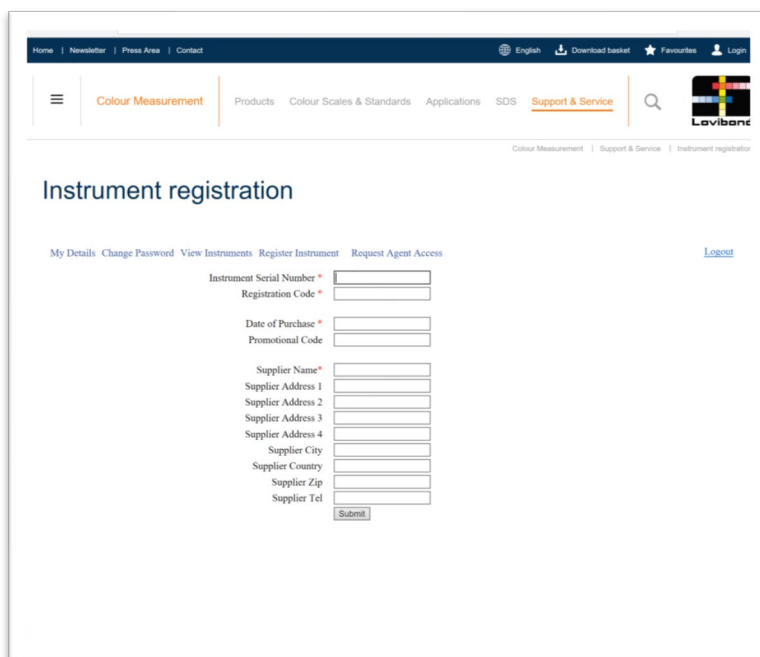 Home | Newsletter | Press Area | Contact English Download basket Favourites Login
Colour Measurement Products Colour Scales & Standards Applications SDS Support & Service
Lovibond
Colour Measurement | Support & Service | Instrument registration
Instrument registration
My Details Change Password View Instruments Register Instrument Request Agent Access Logout
Instrument Serial Number *
Registration Code *
Date of Purchase *
Promotional Code
Supplier Name*
Supplier Address 1
Supplier Address 2
Supplier Address 3
Supplier Address 4
Supplier City
Supplier Country
Supplier Zip
Supplier Tel
Submit